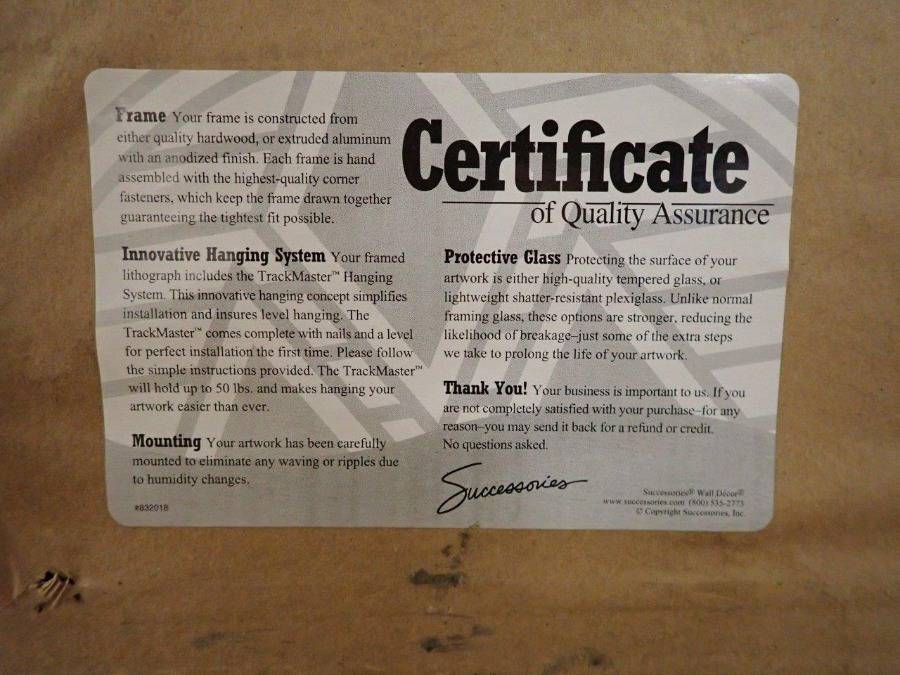 Certificate
of Quality Assurance
Frame Your frame is constructed from
either quality hardwood, or extruded aluminum
with an anodized finish. Each frame is hand
assembled with the highest-quality corner
fasteners, which keep the frame drawn together
guaranteeing the tightest fit possible.
Innovative Hanging System Your framed
lithograph includes the TrackMaster™ Hanging
System. This innovative hanging concept simplifies
installation and insures level hanging. The
TrackMaster™ comes complete with nails and a level
for perfect installation the first time. Please follow
the simple instructions provided. The TrackMaster™
will hold up to 50 lbs. and makes hanging your
artwork easier than ever.
Mounting Your artwork has been carefully
mounted to eliminate any waving or ripples due
to humidity changes.
#832018
Protective Glass Protecting the surface of your
artwork is either high-quality tempered glass, or
lightweight shatter-resistant plexiglass. Unlike normal
framing glass, these options are stronger, reducing the
likelihood of breakage–just some of the extra steps
we take to prolong the life of your artwork.
Thank You! Your business is important to us. If you
are not completely satisfied with your purchase–for any
reason–you may send it back for a refund or credit.
No questions asked.
Successories
Successories® Wall Décor®
www.successories.com (800) 535-2773
© Copyright Successories, Inc.